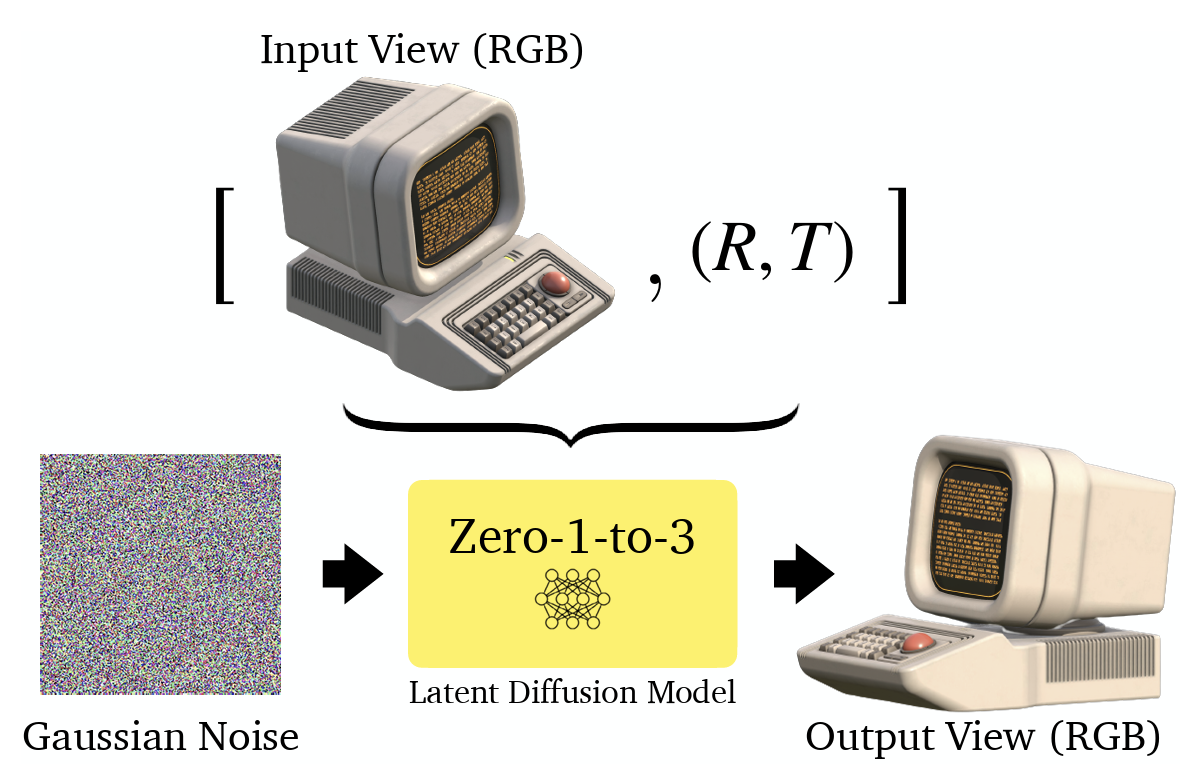 Input View (RGB)
[ , (R, T) ]
Zero-1-to-3
Latent Diffusion Model
Gaussian Noise
Output View (RGB)